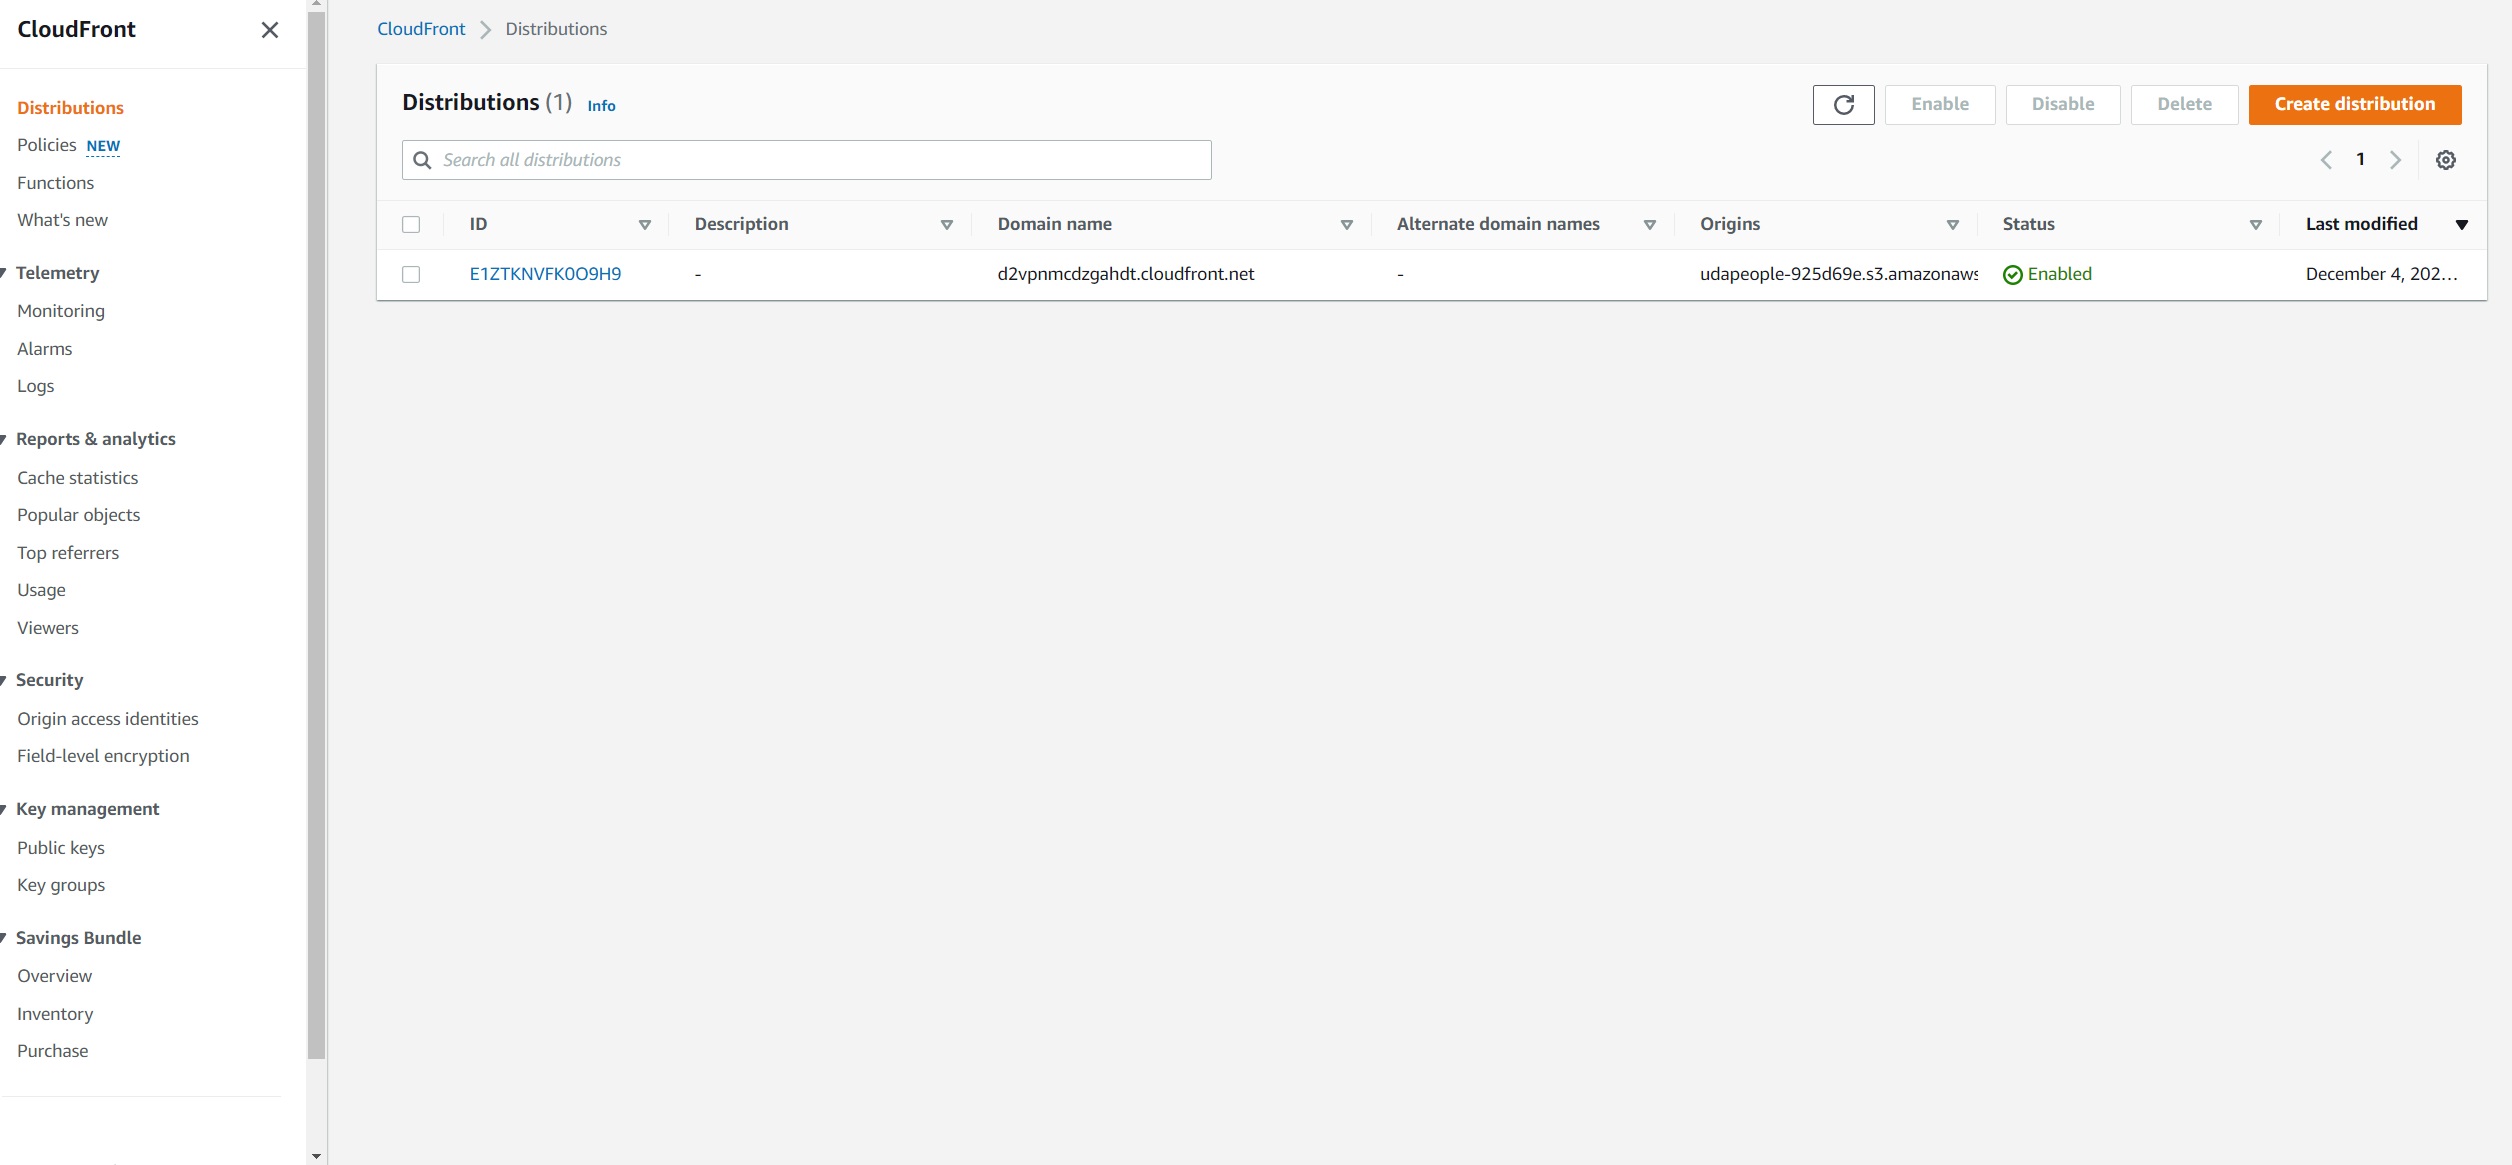 CloudFront
Distributions
Policies NEW
Functions
What's new
Telemetry
Monitoring
Alarms
Logs
Reports & analytics
Cache statistics
Popular objects
Top referrers
Usage
Viewers
Security
Origin access identities
Field-level encryption
Key management
Public keys
Key groups
Savings Bundle
Overview
Inventory
Purchase
CloudFront Distributions
Distributions (1) Info
Enable Disable Delete Create distribution
Search all distributions
1
ID Description Domain name Alternate domain names Origins Status Last modified
E1ZTKNVFK0O9H9 - d2vpnmcdzgahdt.cloudfront.net - udapeople-925d69e.s3.amazonaws Enabled December 4, 202...